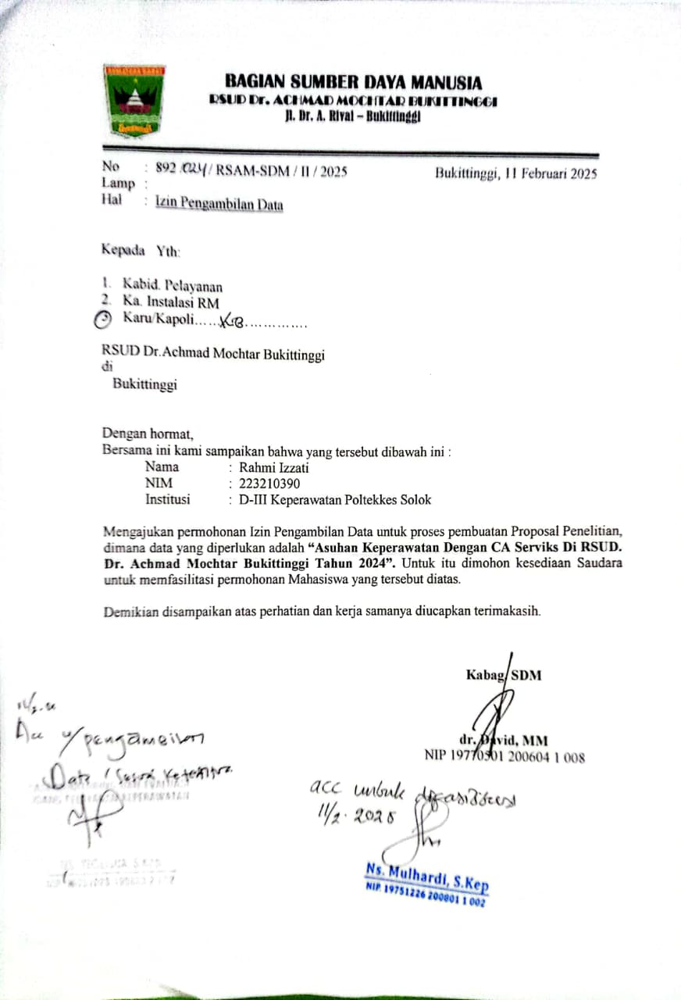 BAGIAN SUMBER DAYA MANUSIA
RSUD Dr. ACHMAD MOCHTAR BUKITTINGGI
Jl. Dr. A. Rivai – Bukittinggi
No : 892 024/ RSAM-SDM / II / 2025
Bukittinggi, 11 Februari 2025
Lamp :
Hal : Izin Pengambilan Data
Kepada Yth:
1. Kabid. Pelayanan
2. Ka. Instalasi RM
3 Karu/Kapoli......KB..............
RSUD Dr.Achmad Mochtar Bukittinggi
di
Bukittinggi
Dengan hormat,
Bersama ini kami sampaikan bahwa yang tersebut dibawah ini :
Nama : Rahmi Izzati
NIM : 223210390
Institusi : D-III Keperawatan Poltekkes Solok
Mengajukan permohonan Izin Pengambilan Data untuk proses pembuatan Proposal Penelitian,
dimana data yang diperlukan adalah “Asuhan Keperawatan Dengan CA Serviks Di RSUD.
Dr. Achmad Mochtar Bukittinggi Tahun 2024”. Untuk itu dimohon kesediaan Saudara
untuk memfasilitasi permohonan Mahasiswa yang tersebut diatas.
Demikian disampaikan atas perhatian dan kerja samanya diucapkan terimakasih.
Kabag SDM
dr. David, MM
NIP 19770501 200604 1 008
Acc u/ pengambilan
Data / sesuai
KEPERAWATAN
acc untuk difasilitasi
11/2. 2025
Ns. Mulhardi, S.Kep
NIP. 19751226 200801 1 002